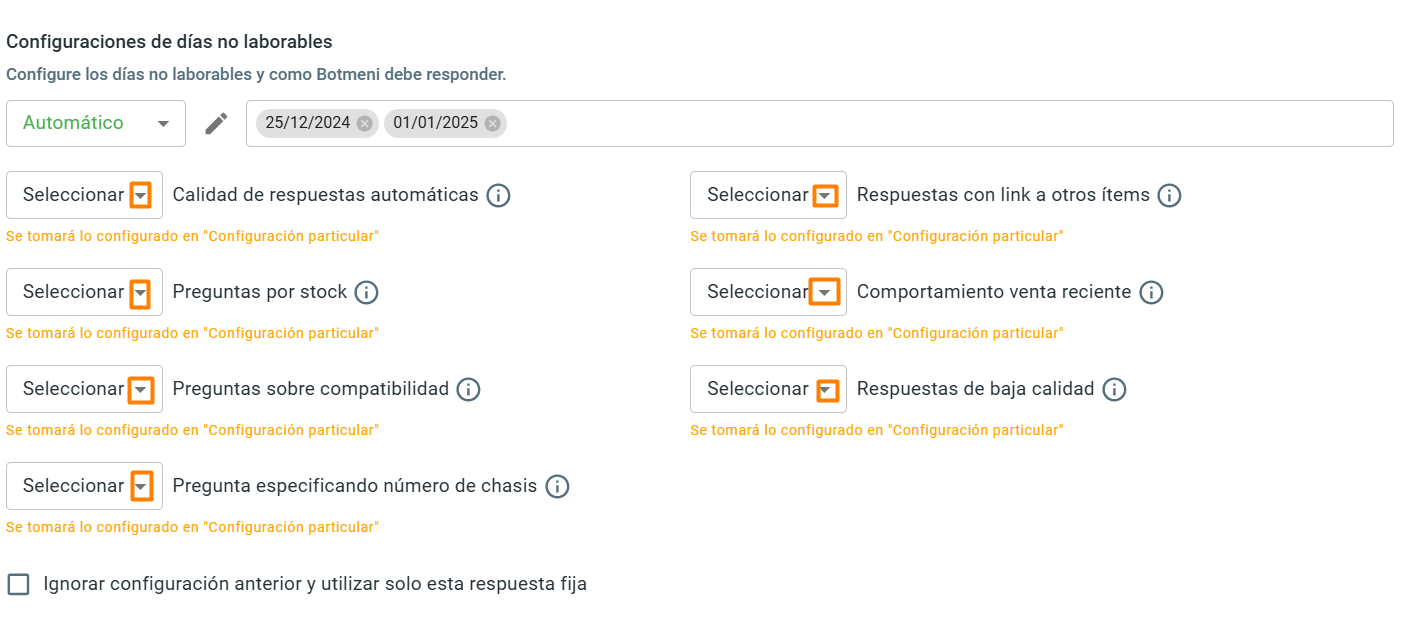 Configuraciones de días no laborables
Configure los días no laborables y como Botmeni debe responder.
Automático 25/12/2024 01/01/2025
Seleccionar Calidad de respuestas automáticas
Se tomará lo configurado en "Configuración particular"
Seleccionar Respuestas con link a otros ítems
Se tomará lo configurado en "Configuración particular"
Seleccionar Preguntas por stock
Se tomará lo configurado en "Configuración particular"
Seleccionar Comportamiento venta reciente
Se tomará lo configurado en "Configuración particular"
Seleccionar Preguntas sobre compatibilidad
Se tomará lo configurado en "Configuración particular"
Seleccionar Respuestas de baja calidad
Se tomará lo configurado en "Configuración particular"
Seleccionar Pregunta especificando número de chasis
Se tomará lo configurado en "Configuración particular"
Ignorar configuración anterior y utilizar solo esta respuesta fija